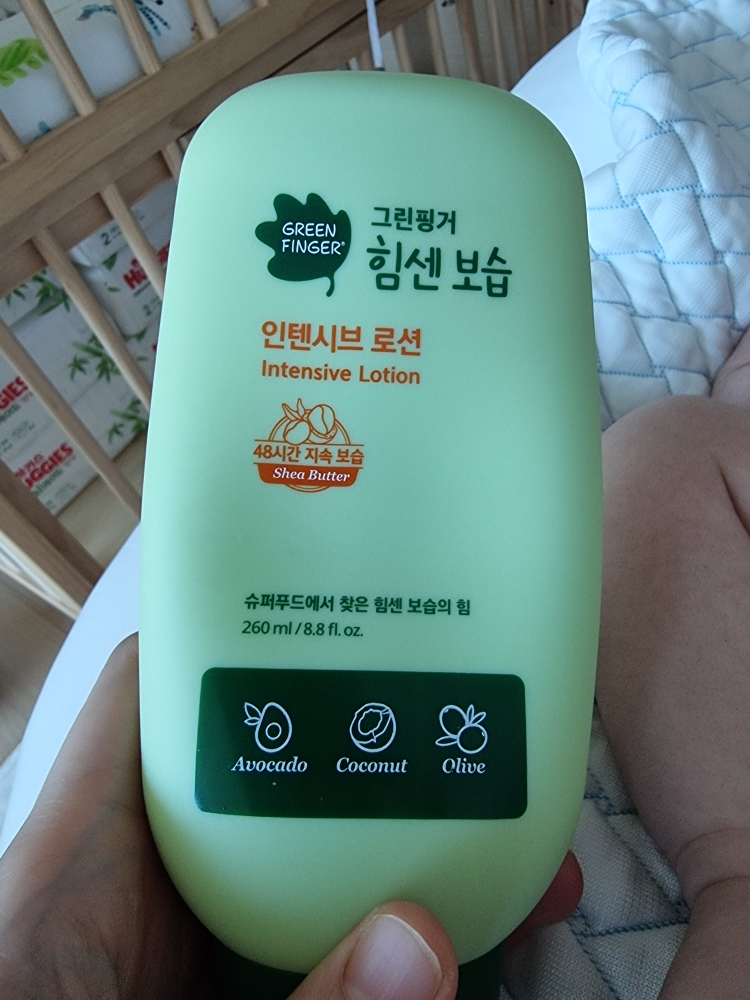 GREEN
FINGER®
그린핑거
힘센 보습
인텐시브 로션
Intensive Lotion
48시간 지속 보습
Shea Butter
슈퍼푸드에서 찾은 힘센 보습의 힘
260 ml / 8.8 fl. oz.
Avocado Coconut Olive